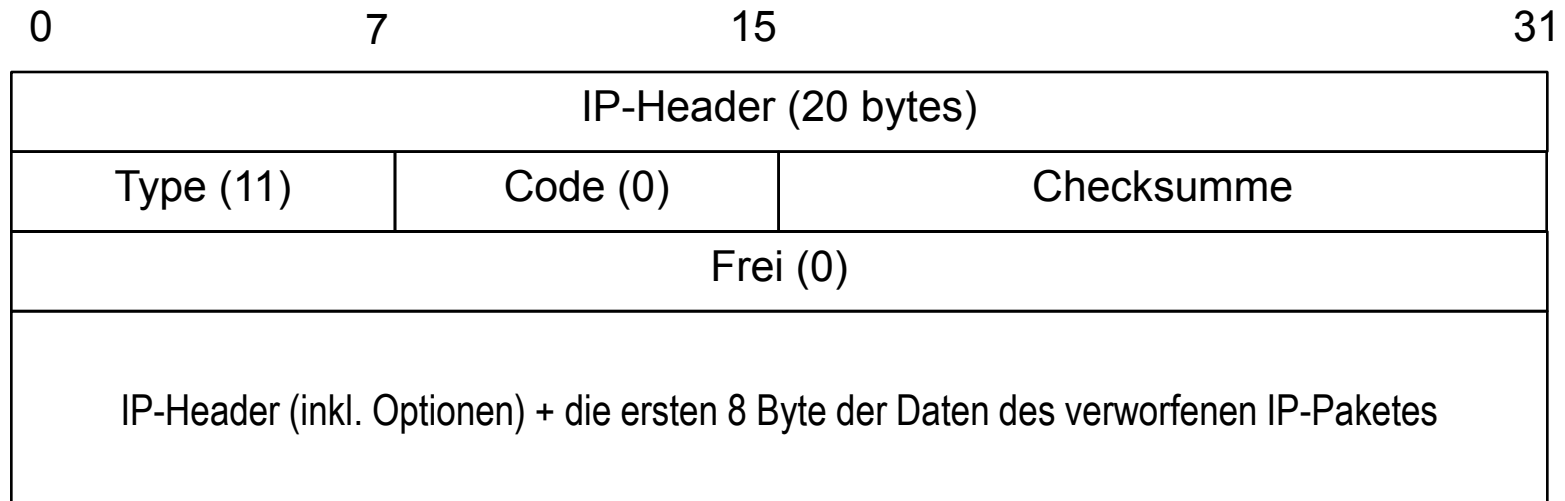 0 7 15 31
IP-Header (20 bytes)
Type (11) Code (0) Checksumme
Frei (0)
IP-Header (inkl. Optionen) + die ersten 8 Byte der Daten des verworfenen IP-Paketes